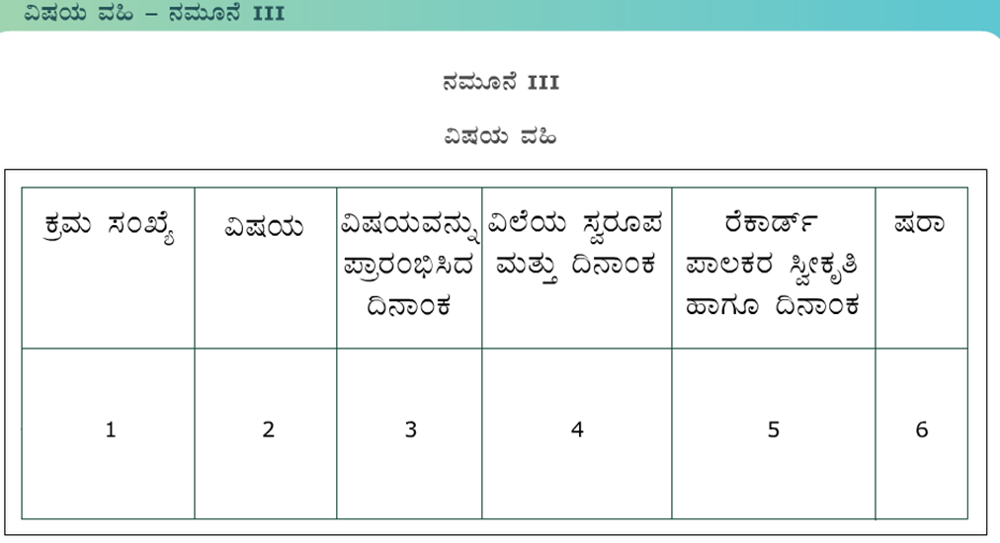 ವಿಷಯ ವಹಿ – ನಮೂನೆ III
ನಮೂನೆ III
ವಿಷಯ ವಹಿ
ಕ್ರಮ ಸಂಖ್ಯೆ
ವಿಷಯ
ವಿಷಯವನ್ನು
ಪ್ರಾರಂಭಿಸಿದ
ದಿನಾಂಕ
ವಿಲೆಯ ಸ್ವರೂಪ
ಮತ್ತು ದಿನಾಂಕ
ರೆಕಾರ್ಡ್
ಪಾಲಕರ ಸ್ವೀಕೃತಿ
ಹಾಗೂ ದಿನಾಂಕ
ಷರಾ
1
2
3
4
5
6